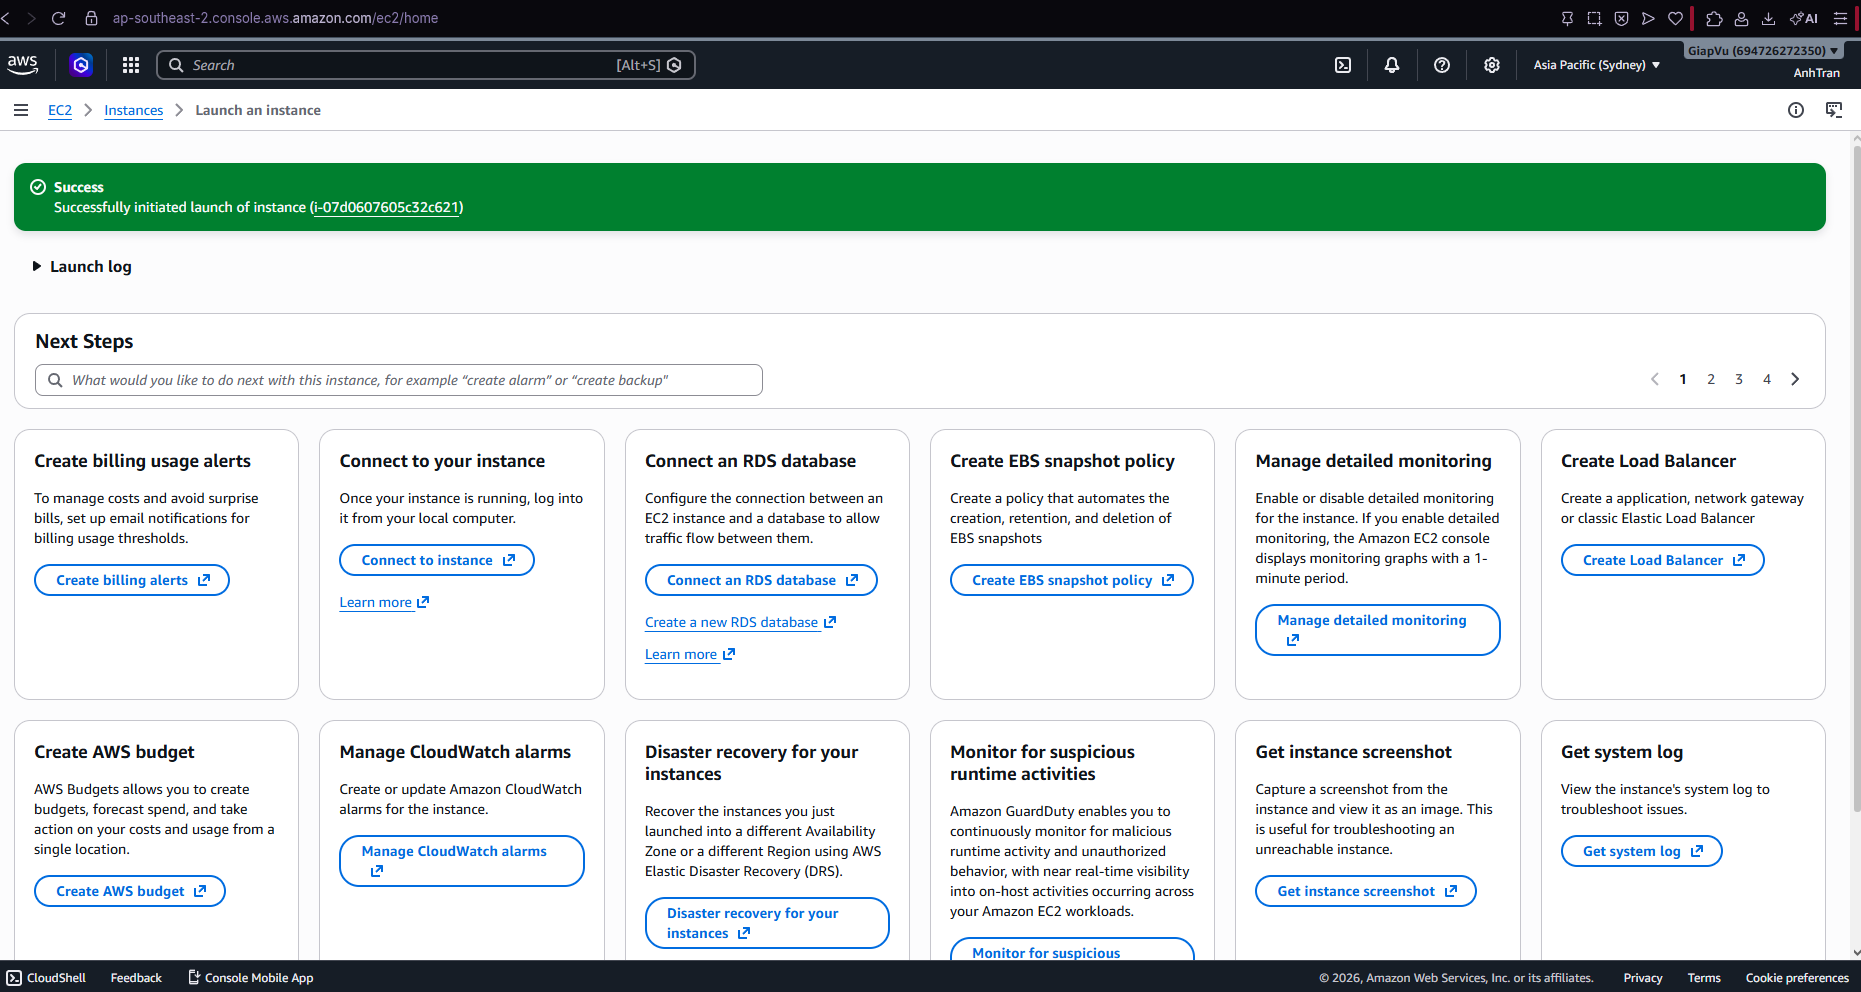 ap-southeast-2.console.aws.amazon.com/ec2/home
AI
aws
Search
[Alt+S]
Asia Pacific (Sydney)
GiapVu (694726272350)
AnhTran
EC2
Instances
Launch an instance
Success
Successfully initiated launch of instance (i-07d0607605c32c621)
Launch log
Next Steps
What would you like to do next with this instance, for example “create alarm” or “create backup”
1 2 3 4
Create billing usage alerts
To manage costs and avoid surprise
bills, set up email notifications for
billing usage thresholds.
Create billing alerts
Connect to your instance
Once your instance is running, log into
it from your local computer.
Connect to instance
Learn more
Connect an RDS database
Configure the connection between an
EC2 instance and a database to allow
traffic flow between them.
Connect an RDS database
Create a new RDS database
Learn more
Create EBS snapshot policy
Create a policy that automates the
creation, retention, and deletion of
EBS snapshots
Create EBS snapshot policy
Manage detailed monitoring
Enable or disable detailed monitoring
for the instance. If you enable detailed
monitoring, the Amazon EC2 console
displays monitoring graphs with a 1-
minute period.
Manage detailed monitoring
Create Load Balancer
Create a application, network gateway
or classic Elastic Load Balancer
Create Load Balancer
Create AWS budget
AWS Budgets allows you to create
budgets, forecast spend, and take
action on your costs and usage from a
single location.
Create AWS budget
Manage CloudWatch alarms
Create or update Amazon CloudWatch
alarms for the instance.
Manage CloudWatch alarms
Disaster recovery for your
instances
Recover the instances you just
launched into a different Availability
Zone or a different Region using AWS
Elastic Disaster Recovery (DRS).
Disaster recovery for your
instances
Monitor for suspicious
runtime activities
Amazon GuardDuty enables you to
continuously monitor for malicious
runtime activity and unauthorized
behavior, with near real-time visibility
into on-host activities occurring across
your Amazon EC2 workloads.
Monitor for suspicious
Get instance screenshot
Capture a screenshot from the
instance and view it as an image. This
is useful for troubleshooting an
unreachable instance.
Get instance screenshot
Get system log
View the instance's system log to
troubleshoot issues.
Get system log
CloudShell
Feedback
Console Mobile App
© 2026, Amazon Web Services, Inc. or its affiliates.
Privacy
Terms
Cookie preferences